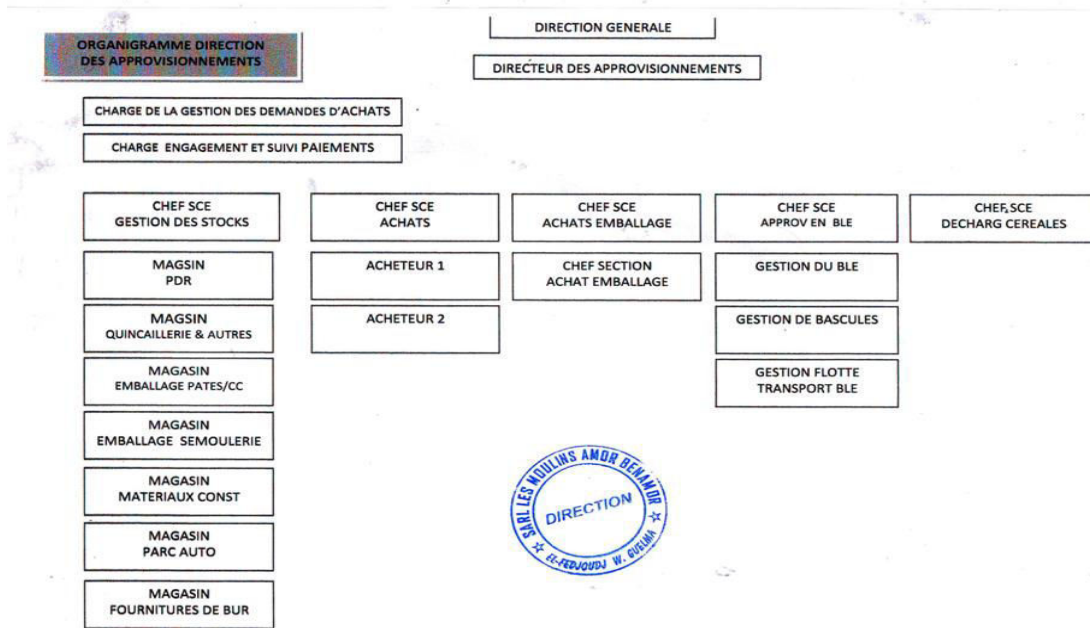 DIRECTION GENERALE
ORGANIGRAMME DIRECTION
DES APPROVISIONNEMENTS
DIRECTEUR DES APPROVISIONNEMENTS
CHARGE DE LA GESTION DES DEMANDES D'ACHATS
CHARGE ENGAGEMENT ET SUIVI PAIEMENTS
CHEF SCE
GESTION DES STOCKS
CHEF SCE
ACHATS
CHEF SCE
ACHATS EMBALLAGE
CHEF SCE
APPROV EN BLE
CHEF SCE
DECHARG CEREALES
MAGSIN
PDR
ACHETEUR 1
CHEF SECTION
ACHAT EMBALLAGE
GESTION DU BLE
MAGSIN
QUINCAILLERIE & AUTRES
ACHETEUR 2
GESTION DE BASCULES
MAGASIN
EMBALLAGE PATES/CC
GESTION FLOTTE
TRANSPORT BLE
MAGASIN
EMBALLAGE SEMOULERIE
MAGASIN
MATERIAUX CONST
MAGASIN
PARC AUTO
MAGASIN
FOURNITURES DE BUR
SARL LES MOULINS AMOR BENAMOR
DIRECTION
EL-FEDJOUDJ W. GUELMA